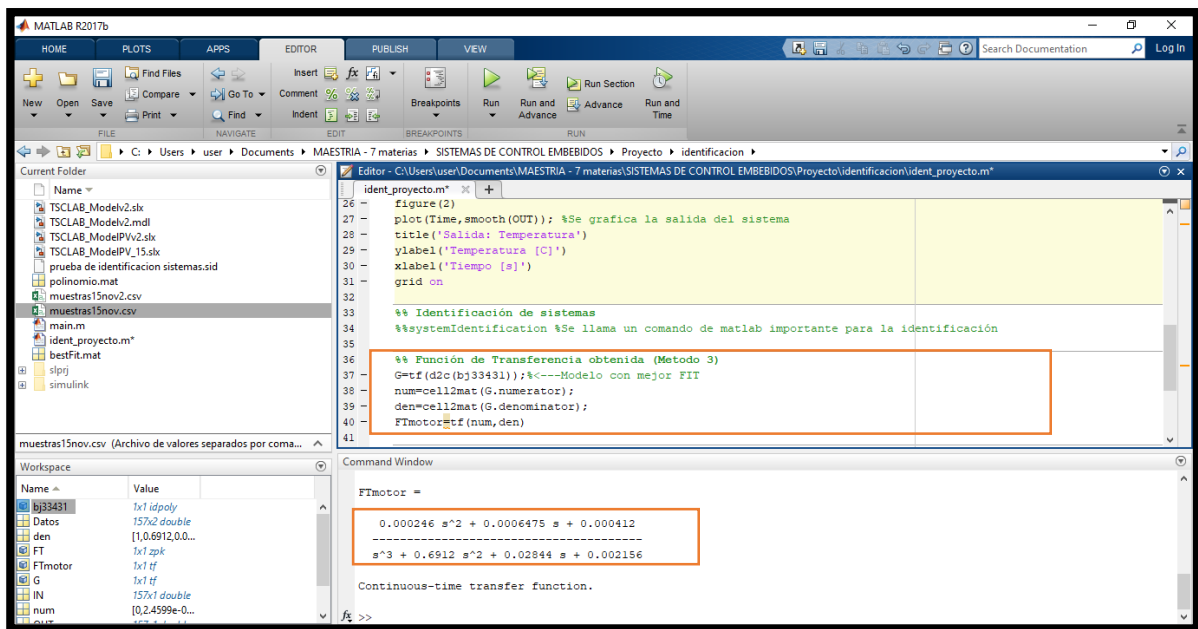 MATLAB R2017b
HOME PLOTS APPS EDITOR PUBLISH VIEW Search Documentation Log In
New Open Save Find Files Compare Print Go To Find Insert Comment Indent fx Breakpoints Run Run and Advance Run Section Advance Run and Time
FILE NAVIGATE EDIT BREAKPOINTS RUN
C: Users user Documents MAESTRIA - 7 materias SISTEMAS DE CONTROL EMBEBIDOS Proyecto identificacion
Current Folder
Name
TSCLAB_Modelv2.slx
TSCLAB_Modelv2.mdl
TSCLAB_ModelPVv2.slx
TSCLAB_ModelPV_15.slx
prueba de identificacion sistemas.sid
polinomio.mat
muestras15nov2.csv
muestras15nov.csv
main.m
ident_proyecto.m*
bestFit.mat
slprj
simulink
muestras15nov.csv (Archivo de valores separados por coma...
Workspace
Name Value
bj33431 1x1 idpoly
Datos 157x2 double
den [1,0.6912,0.0...
FT 1x1 zpk
FTmotor 1x1 tf
G 1x1 tf
IN 157x1 double
num [0,2.4599e-0...
Editor - C:\Users\user\Documents\MAESTRIA - 7 materias\SISTEMAS DE CONTROL EMBEBIDOS\Proyecto\identificacion\ident_proyecto.m*
ident_proyecto.m* +
26 - figure(2)
27 - plot(Time,smooth(OUT)); %Se grafica la salida del sistema
28 - title('Salida: Temperatura')
29 - ylabel('Temperatura [C]')
30 - xlabel('Tiempo [s]')
31 - grid on
32
33 %% Identificación de sistemas
34 %%systemIdentification %Se llama un comando de matlab importante para la identificación
35
36 %% Función de Transferencia obtenida (Metodo 3)
37 - G=tf(d2c(bj33431));%<---Modelo con mejor FIT
38 - num=cell2mat(G.numerator);
39 - den=cell2mat(G.denominator);
40 - FTmotor=tf(num,den)
41
Command Window
FTmotor =
0.000246 s^2 + 0.0006475 s + 0.000412
---------------------------------------
s^3 + 0.6912 s^2 + 0.02844 s + 0.002156
Continuous-time transfer function.
fx >>